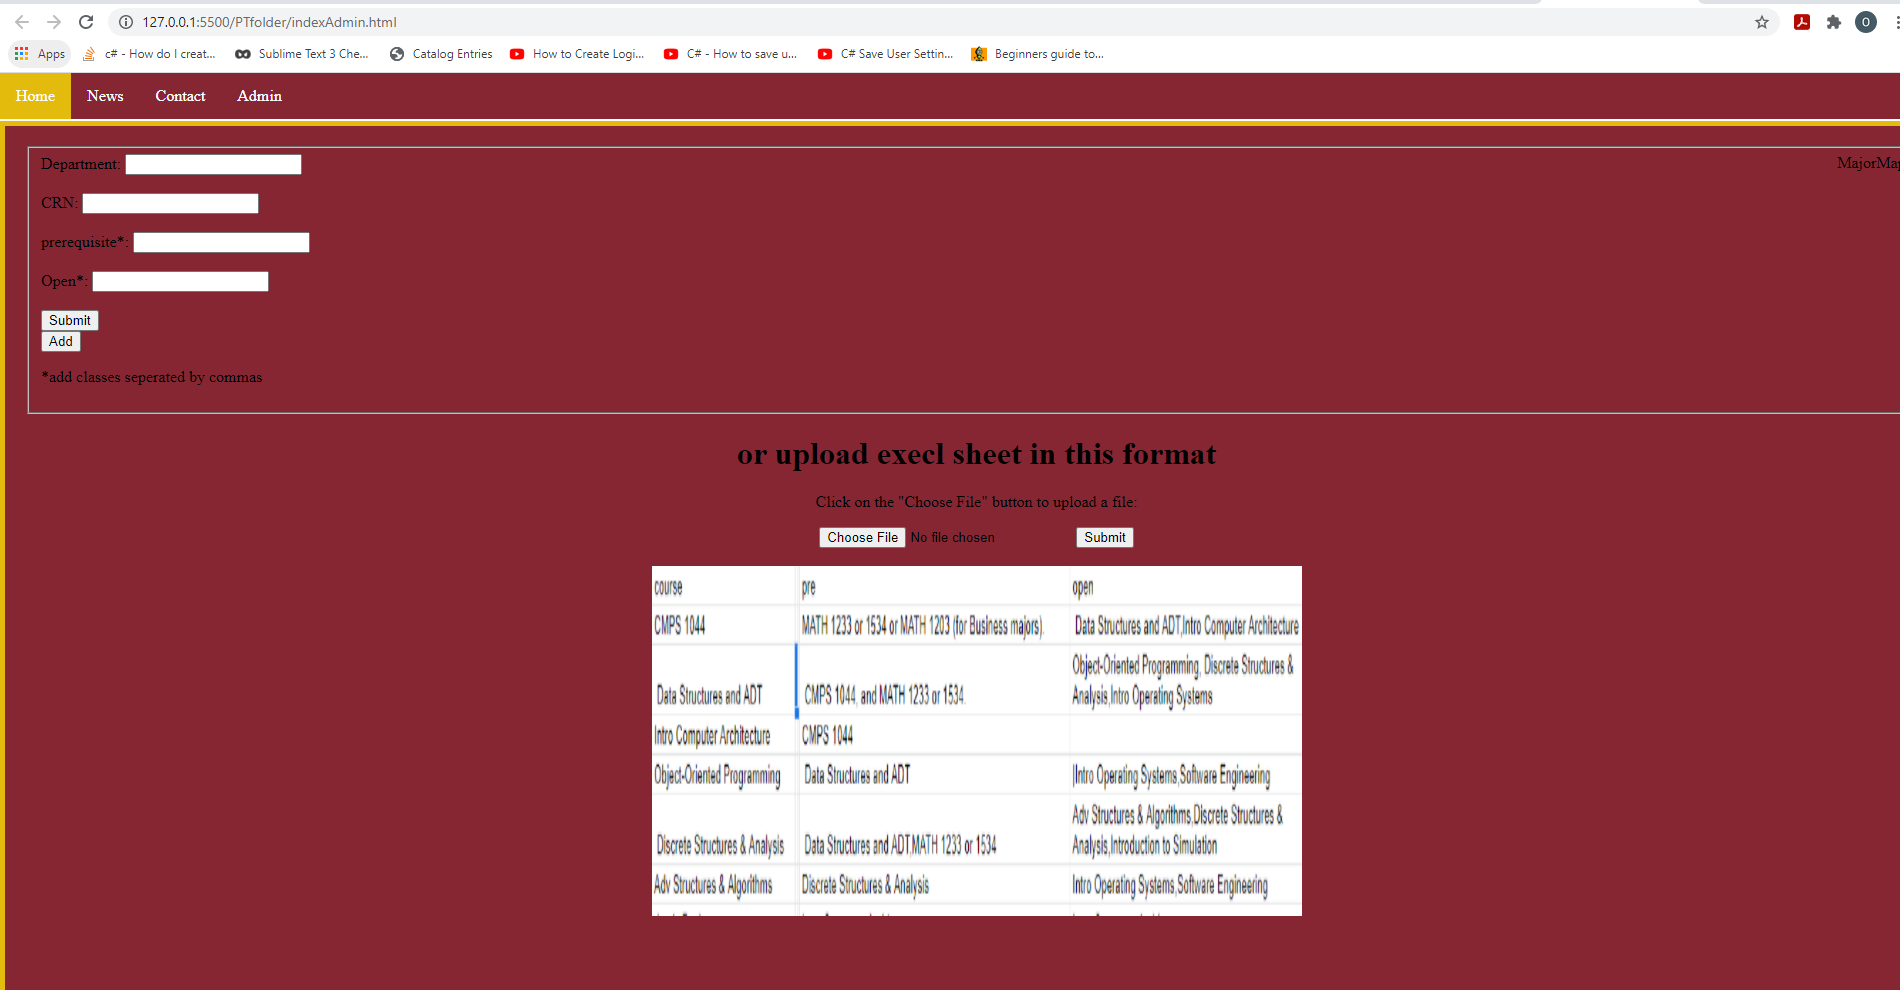 127.0.0.1:5500/PTfolder/indexAdmin.html
O
Apps c# - How do I creat... Sublime Text 3 Che... Catalog Entries How to Create Logi... C# - How to save u... C# Save User Settin... Beginners guide to...
Home News Contact Admin
Department: MajorMap
CRN:
prerequisite*:
Open*:
Submit
Add
*add classes seperated by commas
or upload execl sheet in this format
Click on the "Choose File" button to upload a file:
Choose File No file chosen Submit
course pre open
CMPS 1044 MATH 1233 or 1534 or MATH 1203 (for Business majors). Data Structures and ADT,Intro Computer Architecture
Object-Oriented Programming, Discrete Structures &
Data Structures and ADT CMPS 1044, and MATH 1233 or 1534. Analysis,Intro Operating Systems
Intro Computer Architecture CMPS 1044
Object-Oriented Programming Data Structures and ADT Intro Operating Systems,Software Engineering
Adv Structures & Algorithms,Discrete Structures &
Discrete Structures & Analysis Data Structures and ADT,MATH 1233 or 1534 Analysis,Introduction to Simulation
Adv Structures & Algorithms Discrete Structures & Analysis Intro Operating Systems,Software Engineering